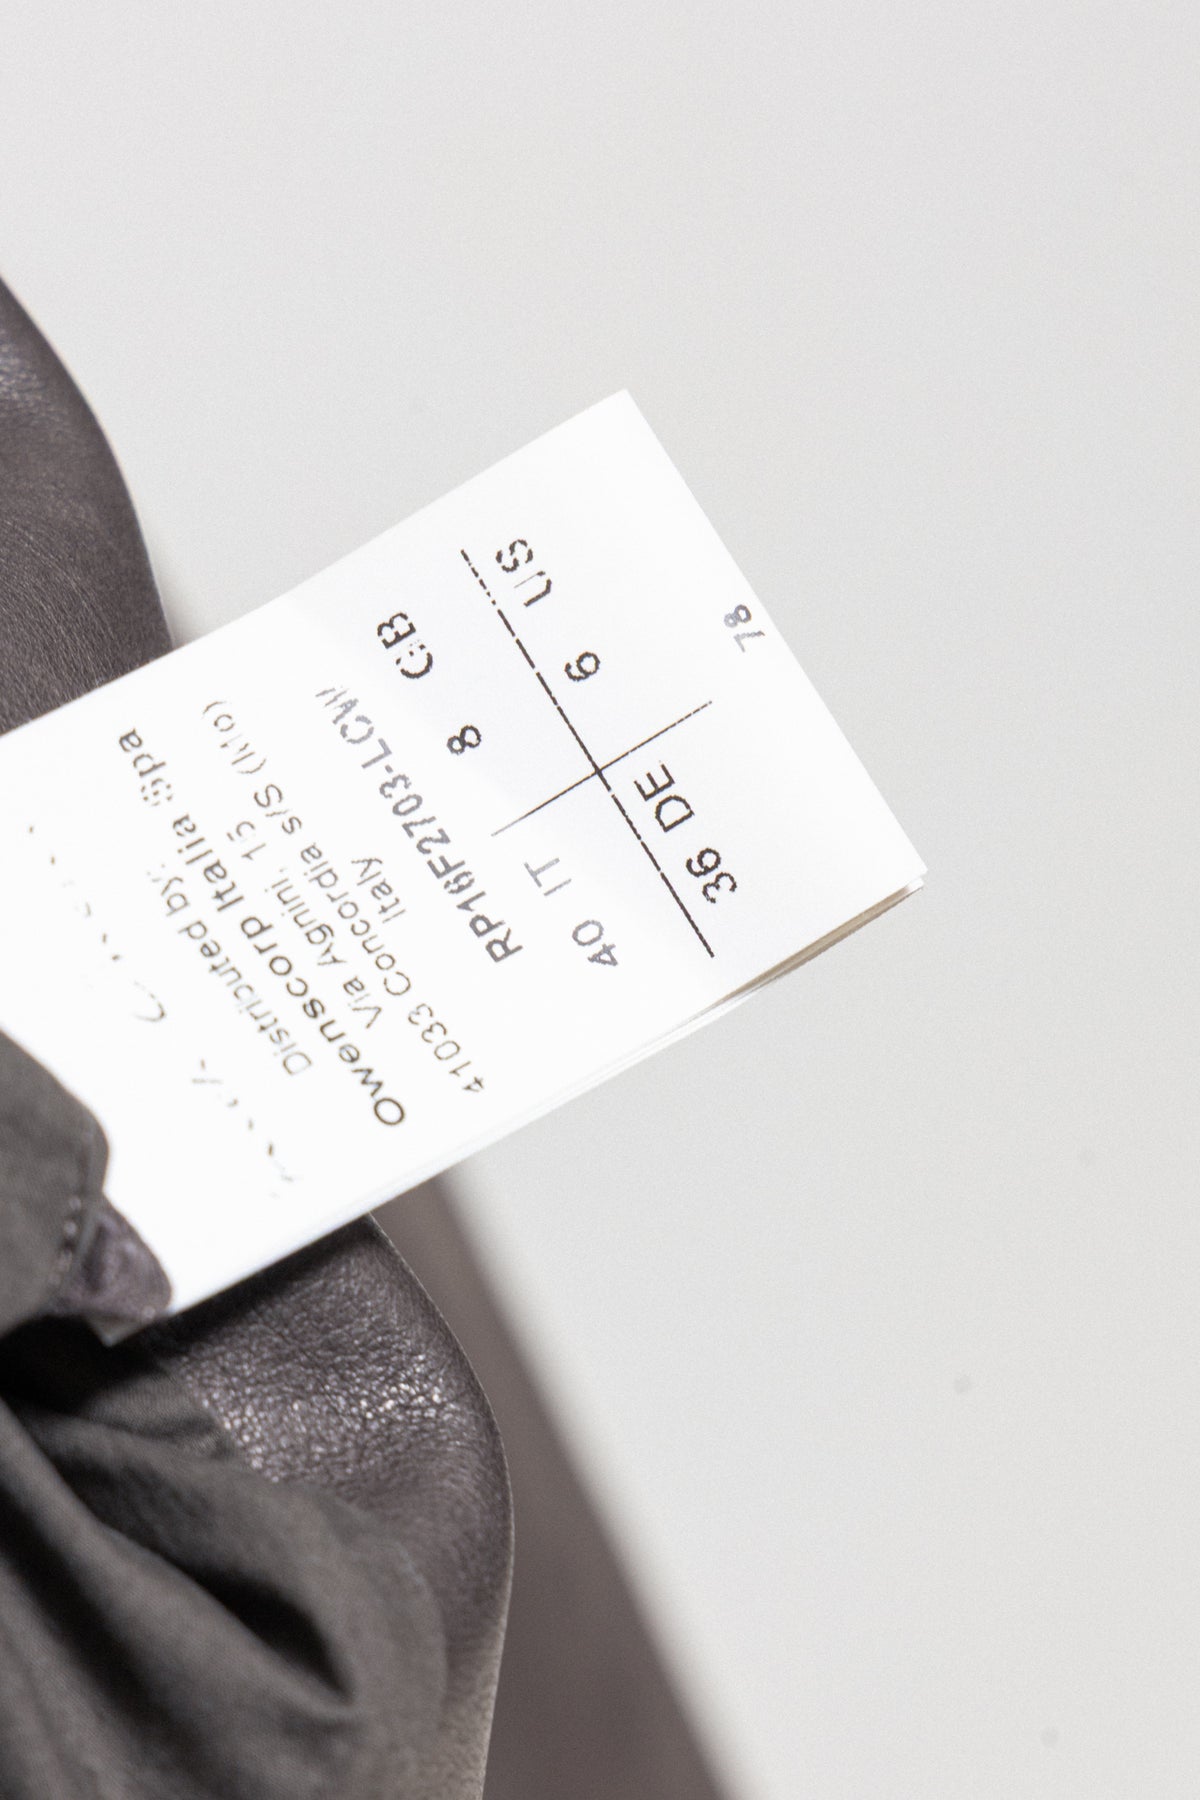 Distributed by:
Owenscorp Italia Spa
Via Agnini, 15
41033 Concordia s/S (Mo)
Italy
RP16F2703-LCW
40 IT 8 GB
36 DE 6 US
78